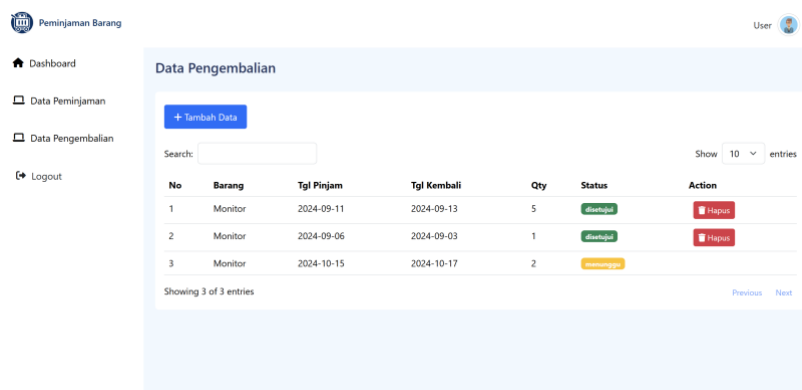 Peminjaman Barang
User
Dashboard
Data Peminjaman
Data Pengembalian
Logout
Data Pengembalian
+ Tambah Data
Search:
Show 10 entries
No Barang Tgl Pinjam Tgl Kembali Qty Status Action
1 Monitor 2024-09-11 2024-09-13 5 disetujui Hapus
2 Monitor 2024-09-06 2024-09-03 1 disetujui Hapus
3 Monitor 2024-10-15 2024-10-17 2 menunggu
Showing 3 of 3 entries
Previous Next